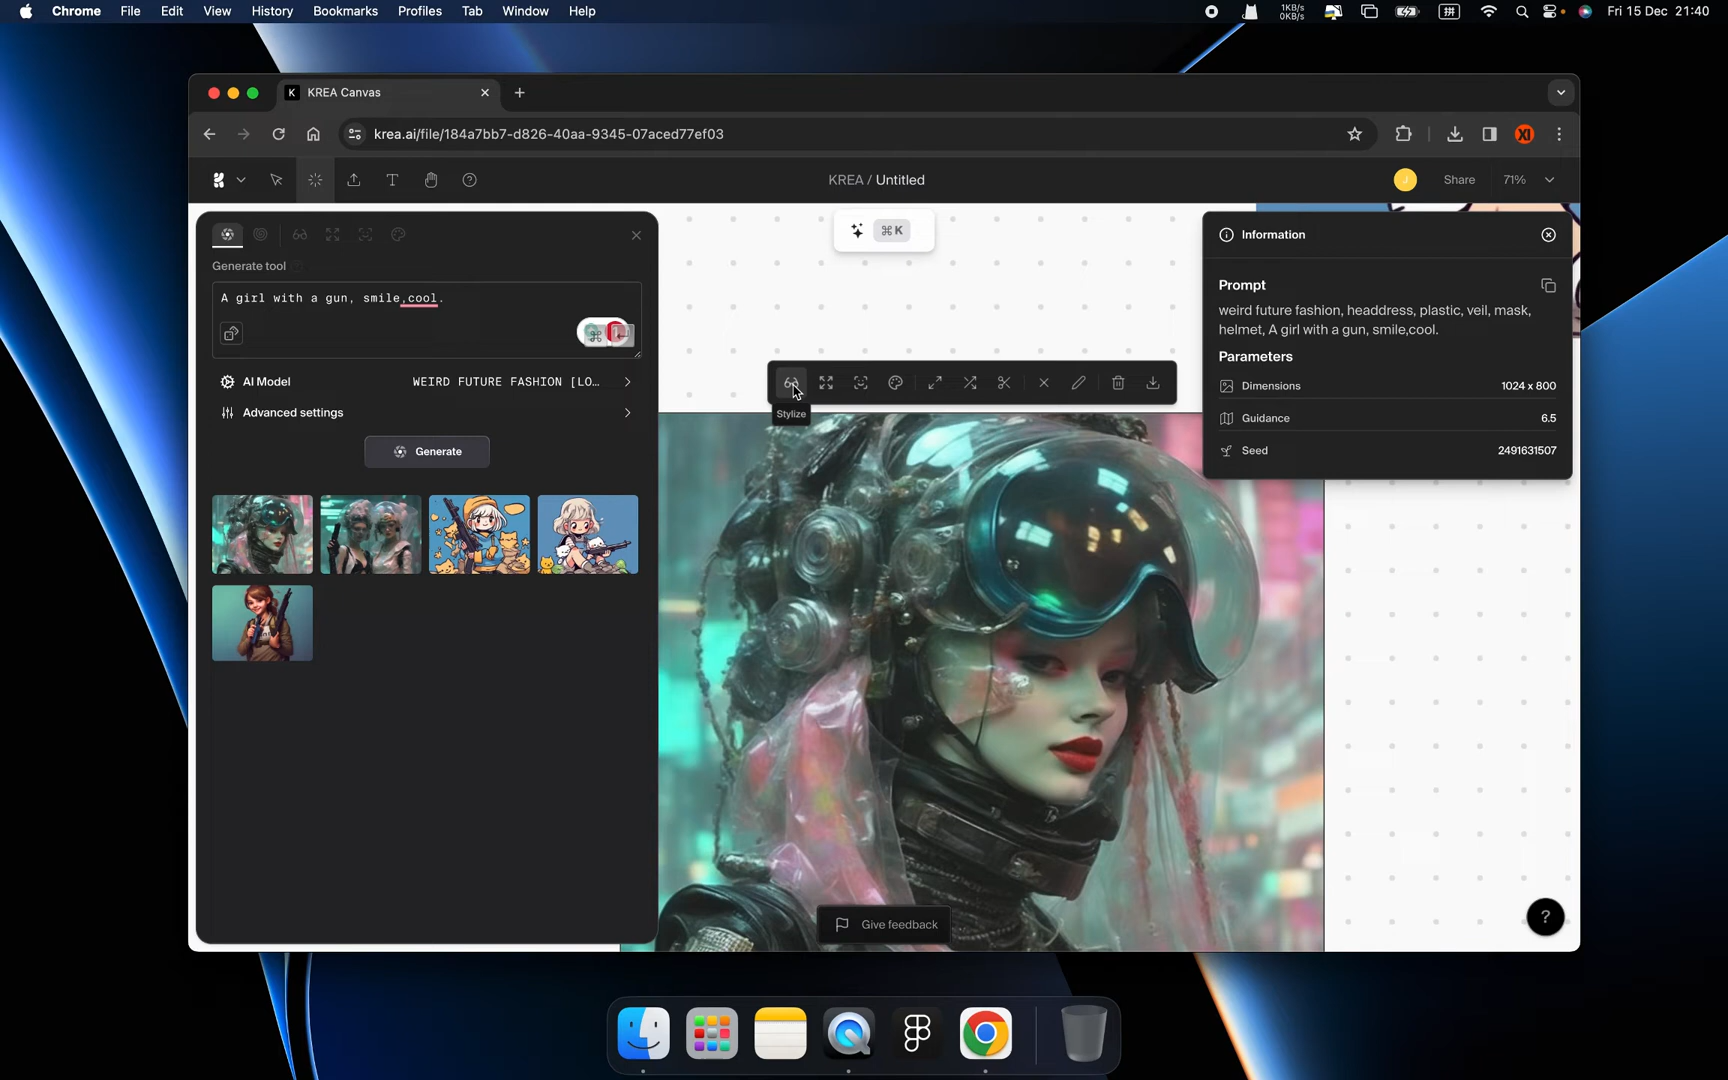 Chrome File Edit View History Bookmarks Profiles Tab Window Help
1KB/s
0KB/s
Fri 15 Dec 21:40
K KREA Canvas
krea.ai/file/184a7bb7-d826-40aa-9345-07aced77ef03
XI
T
KREA / Untitled
J Share 71%
⌘ K
Generate tool
A girl with a gun, smile,cool.
AI Model WEIRD FUTURE FASHION [LO...
Advanced settings
Generate
Stylize
Information
Prompt
weird future fashion, headdress, plastic, veil, mask,
helmet, A girl with a gun, smile,cool.
Parameters
Dimensions 1024 x 800
Guidance 6.5
Seed 2491631507
Give feedback
?